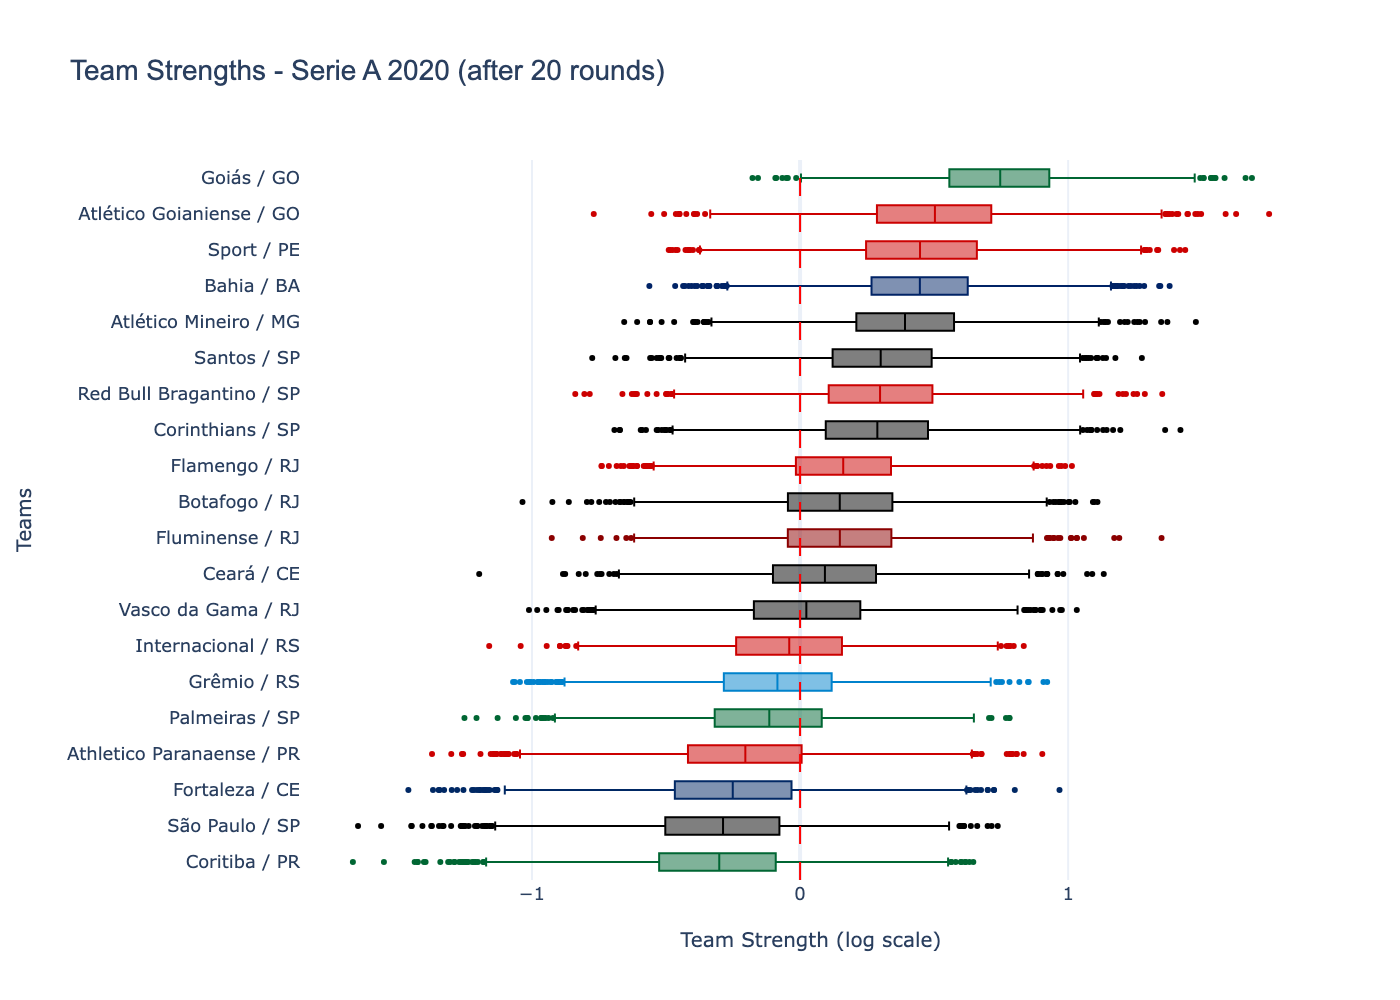 Team Strengths - Serie A 2020 (after 20 rounds)
Goiás / GO
Atlético Goianiense / GO
Sport / PE
Bahia / BA
Atlético Mineiro / MG
Santos / SP
Red Bull Bragantino / SP
Corinthians / SP
Flamengo / RJ
Botafogo / RJ
Fluminense / RJ
Ceará / CE
Vasco da Gama / RJ
Internacional / RS
Grêmio / RS
Palmeiras / SP
Athletico Paranaense / PR
Fortaleza / CE
São Paulo / SP
Coritiba / PR
Teams
−1 0 1
Team Strength (log scale)